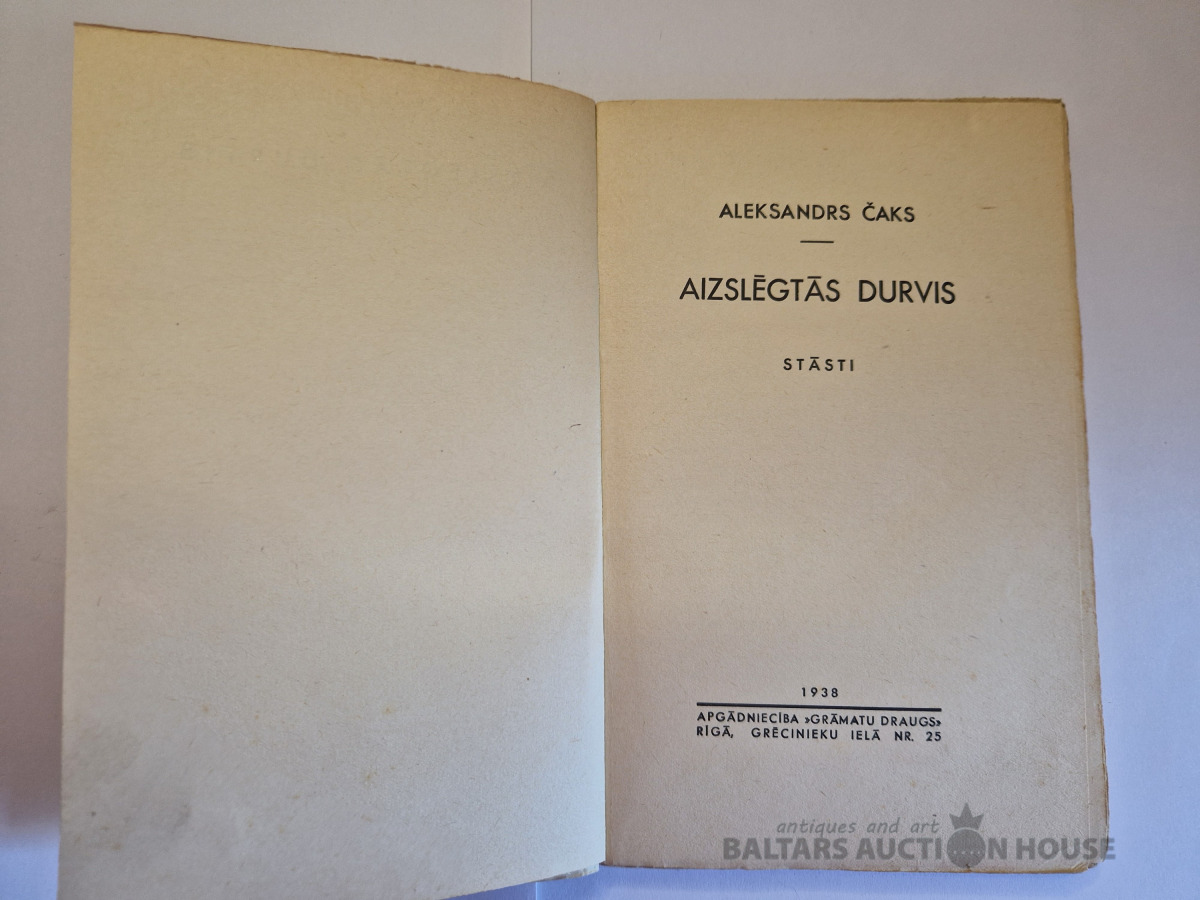 ALEKSANDRS ČAKS
AIZSLĒGTĀS DURVIS
STĀSTI
1938
APGĀDNIECĪBA »GRĀMATU DRAUGS»
RĪGĀ, GRĒCINIEKU IELĀ NR. 25
antiques and art
BALTARS AUCTION HOUSE